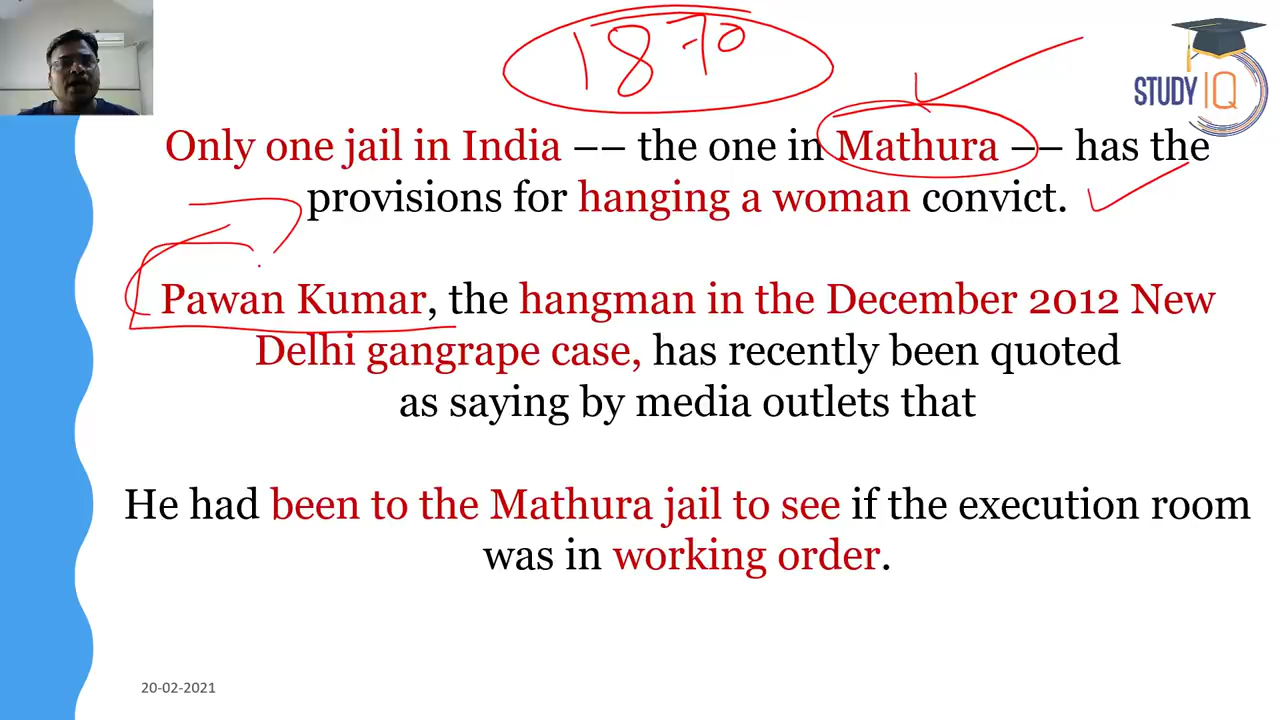 1870
STUDY IQ
Only one jail in India –– the one in Mathura –– has the
provisions for hanging a woman convict.
Pawan Kumar, the hangman in the December 2012 New
Delhi gangrape case, has recently been quoted
as saying by media outlets that
He had been to the Mathura jail to see if the execution room
was in working order.
20-02-2021